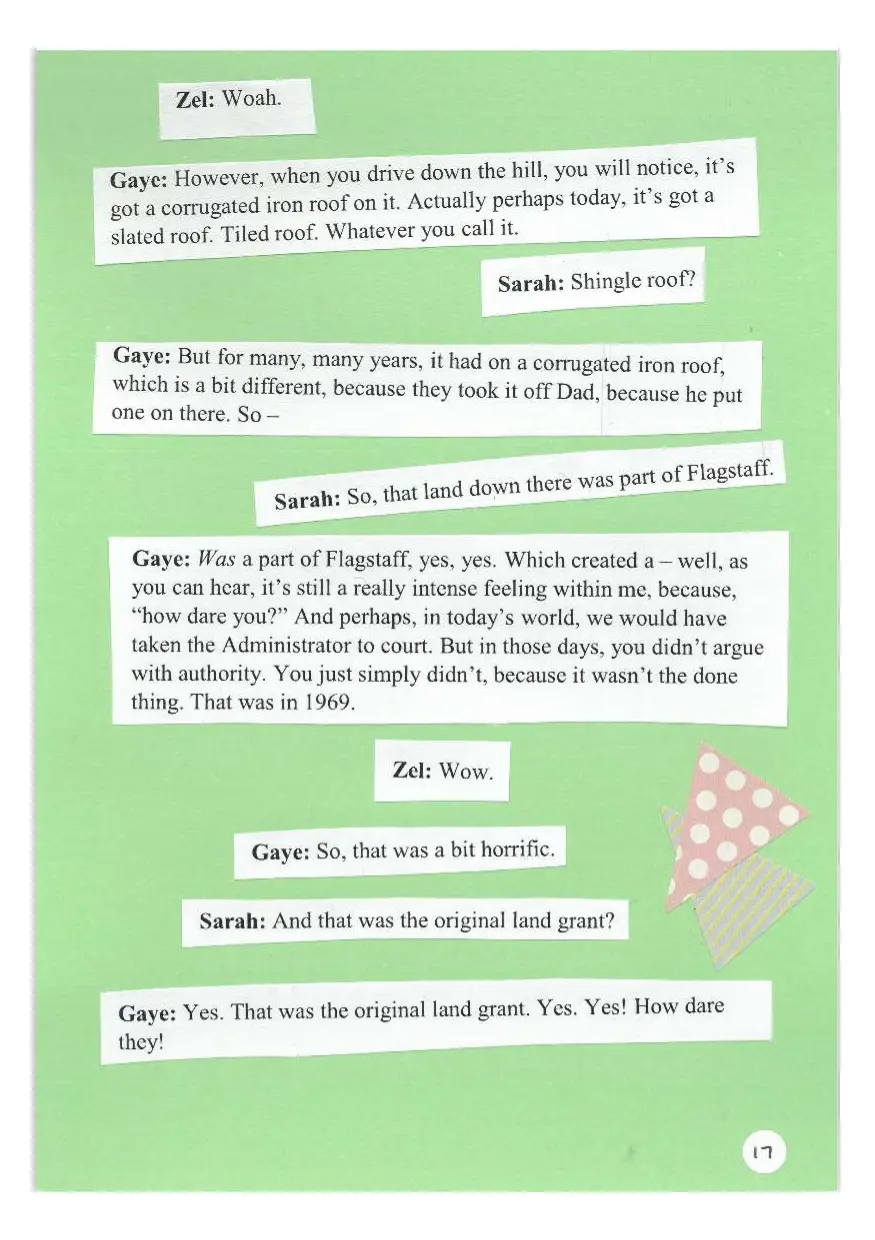 Zel: Woah.
Gaye: However, when you drive down the hill, you will notice, it's
got a corrugated iron roof on it. Actually perhaps today, it's got a
slated roof. Tiled roof. Whatever you call it.
Sarah: Shingle roof?
Gaye: But for many, many years, it had on a corrugated iron roof,
which is a bit different, because they took it off Dad, because he put
one on there. So –
Sarah: So, that land down there was part of Flagstaff.
Gaye: Was a part of Flagstaff, yes, yes. Which created a – well, as
you can hear, it's still a really intense feeling within me, because,
"how dare you?" And perhaps, in today's world, we would have
taken the Administrator to court. But in those days, you didn't argue
with authority. You just simply didn't, because it wasn't the done
thing. That was in 1969.
Zel: Wow.
Gaye: So, that was a bit horrific.
Sarah: And that was the original land grant?
Gaye: Yes. That was the original land grant. Yes. Yes! How dare
they!
17